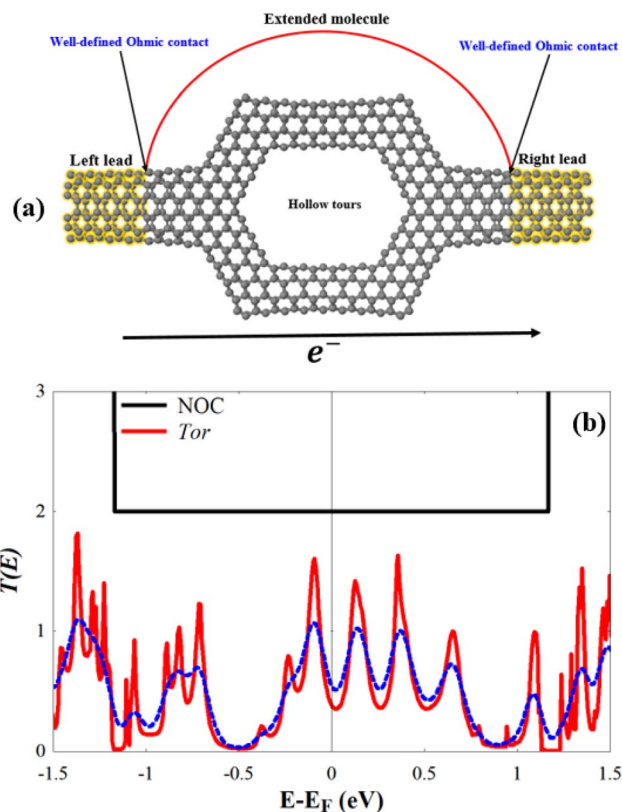 Extended molecule
Well-defined Ohmic contact
Well-defined Ohmic contact
Left lead
Right lead
(a)
Hollow tours
e⁻
3
NOC
Tor
(b)
2
T(E)
1
0
-1.5
-1
-0.5
0
0.5
1
1.5
E-E_F (eV)